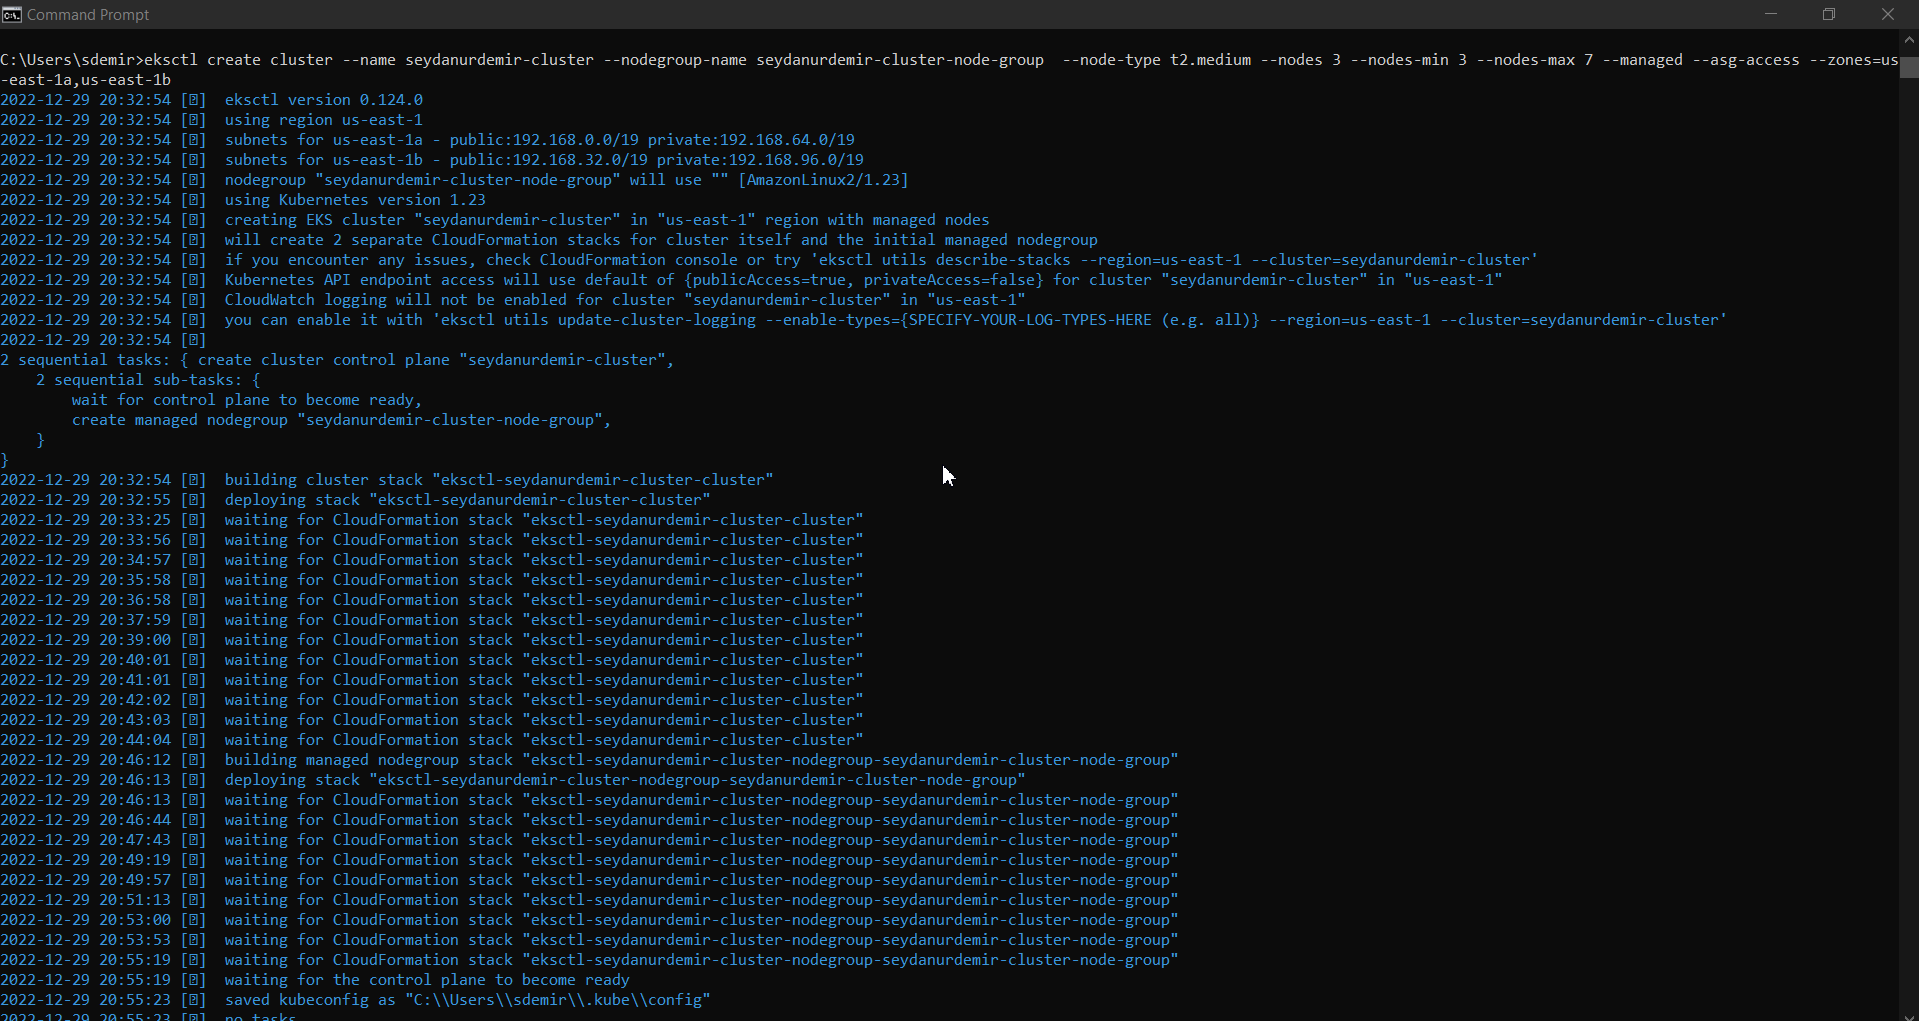 Command Prompt
C:\Users\sdemir>eksctl create cluster --name seydanurdemir-cluster --nodegroup-name seydanurdemir-cluster-node-group  --node-type t2.medium --nodes 3 --nodes-min 3 --nodes-max 7 --managed --asg-access --zones=us
-east-1a,us-east-1b
2022-12-29 20:32:54 [⍰]  eksctl version 0.124.0
2022-12-29 20:32:54 [⍰]  using region us-east-1
2022-12-29 20:32:54 [⍰]  subnets for us-east-1a - public:192.168.0.0/19 private:192.168.64.0/19
2022-12-29 20:32:54 [⍰]  subnets for us-east-1b - public:192.168.32.0/19 private:192.168.96.0/19
2022-12-29 20:32:54 [⍰]  nodegroup "seydanurdemir-cluster-node-group" will use "" [AmazonLinux2/1.23]
2022-12-29 20:32:54 [⍰]  using Kubernetes version 1.23
2022-12-29 20:32:54 [⍰]  creating EKS cluster "seydanurdemir-cluster" in "us-east-1" region with managed nodes
2022-12-29 20:32:54 [⍰]  will create 2 separate CloudFormation stacks for cluster itself and the initial managed nodegroup
2022-12-29 20:32:54 [⍰]  if you encounter any issues, check CloudFormation console or try 'eksctl utils describe-stacks --region=us-east-1 --cluster=seydanurdemir-cluster'
2022-12-29 20:32:54 [⍰]  Kubernetes API endpoint access will use default of {publicAccess=true, privateAccess=false} for cluster "seydanurdemir-cluster" in "us-east-1"
2022-12-29 20:32:54 [⍰]  CloudWatch logging will not be enabled for cluster "seydanurdemir-cluster" in "us-east-1"
2022-12-29 20:32:54 [⍰]  you can enable it with 'eksctl utils update-cluster-logging --enable-types={SPECIFY-YOUR-LOG-TYPES-HERE (e.g. all)} --region=us-east-1 --cluster=seydanurdemir-cluster'
2022-12-29 20:32:54 [⍰]
2 sequential tasks: { create cluster control plane "seydanurdemir-cluster",
    2 sequential sub-tasks: {
        wait for control plane to become ready,
        create managed nodegroup "seydanurdemir-cluster-node-group",
    }
}
2022-12-29 20:32:54 [⍰]  building cluster stack "eksctl-seydanurdemir-cluster-cluster"
2022-12-29 20:32:55 [⍰]  deploying stack "eksctl-seydanurdemir-cluster-cluster"
2022-12-29 20:33:25 [⍰]  waiting for CloudFormation stack "eksctl-seydanurdemir-cluster-cluster"
2022-12-29 20:33:56 [⍰]  waiting for CloudFormation stack "eksctl-seydanurdemir-cluster-cluster"
2022-12-29 20:34:57 [⍰]  waiting for CloudFormation stack "eksctl-seydanurdemir-cluster-cluster"
2022-12-29 20:35:58 [⍰]  waiting for CloudFormation stack "eksctl-seydanurdemir-cluster-cluster"
2022-12-29 20:36:58 [⍰]  waiting for CloudFormation stack "eksctl-seydanurdemir-cluster-cluster"
2022-12-29 20:37:59 [⍰]  waiting for CloudFormation stack "eksctl-seydanurdemir-cluster-cluster"
2022-12-29 20:39:00 [⍰]  waiting for CloudFormation stack "eksctl-seydanurdemir-cluster-cluster"
2022-12-29 20:40:01 [⍰]  waiting for CloudFormation stack "eksctl-seydanurdemir-cluster-cluster"
2022-12-29 20:41:01 [⍰]  waiting for CloudFormation stack "eksctl-seydanurdemir-cluster-cluster"
2022-12-29 20:42:02 [⍰]  waiting for CloudFormation stack "eksctl-seydanurdemir-cluster-cluster"
2022-12-29 20:43:03 [⍰]  waiting for CloudFormation stack "eksctl-seydanurdemir-cluster-cluster"
2022-12-29 20:44:04 [⍰]  waiting for CloudFormation stack "eksctl-seydanurdemir-cluster-cluster"
2022-12-29 20:46:12 [⍰]  building managed nodegroup stack "eksctl-seydanurdemir-cluster-nodegroup-seydanurdemir-cluster-node-group"
2022-12-29 20:46:13 [⍰]  deploying stack "eksctl-seydanurdemir-cluster-nodegroup-seydanurdemir-cluster-node-group"
2022-12-29 20:46:13 [⍰]  waiting for CloudFormation stack "eksctl-seydanurdemir-cluster-nodegroup-seydanurdemir-cluster-node-group"
2022-12-29 20:46:44 [⍰]  waiting for CloudFormation stack "eksctl-seydanurdemir-cluster-nodegroup-seydanurdemir-cluster-node-group"
2022-12-29 20:47:43 [⍰]  waiting for CloudFormation stack "eksctl-seydanurdemir-cluster-nodegroup-seydanurdemir-cluster-node-group"
2022-12-29 20:49:19 [⍰]  waiting for CloudFormation stack "eksctl-seydanurdemir-cluster-nodegroup-seydanurdemir-cluster-node-group"
2022-12-29 20:49:57 [⍰]  waiting for CloudFormation stack "eksctl-seydanurdemir-cluster-nodegroup-seydanurdemir-cluster-node-group"
2022-12-29 20:51:13 [⍰]  waiting for CloudFormation stack "eksctl-seydanurdemir-cluster-nodegroup-seydanurdemir-cluster-node-group"
2022-12-29 20:53:00 [⍰]  waiting for CloudFormation stack "eksctl-seydanurdemir-cluster-nodegroup-seydanurdemir-cluster-node-group"
2022-12-29 20:53:53 [⍰]  waiting for CloudFormation stack "eksctl-seydanurdemir-cluster-nodegroup-seydanurdemir-cluster-node-group"
2022-12-29 20:55:19 [⍰]  waiting for CloudFormation stack "eksctl-seydanurdemir-cluster-nodegroup-seydanurdemir-cluster-node-group"
2022-12-29 20:55:19 [⍰]  waiting for the control plane to become ready
2022-12-29 20:55:23 [⍰]  saved kubeconfig as "C:\\Users\\sdemir\\.kube\\config"
2022-12-29 20:55:23 [⍰]  no tasks